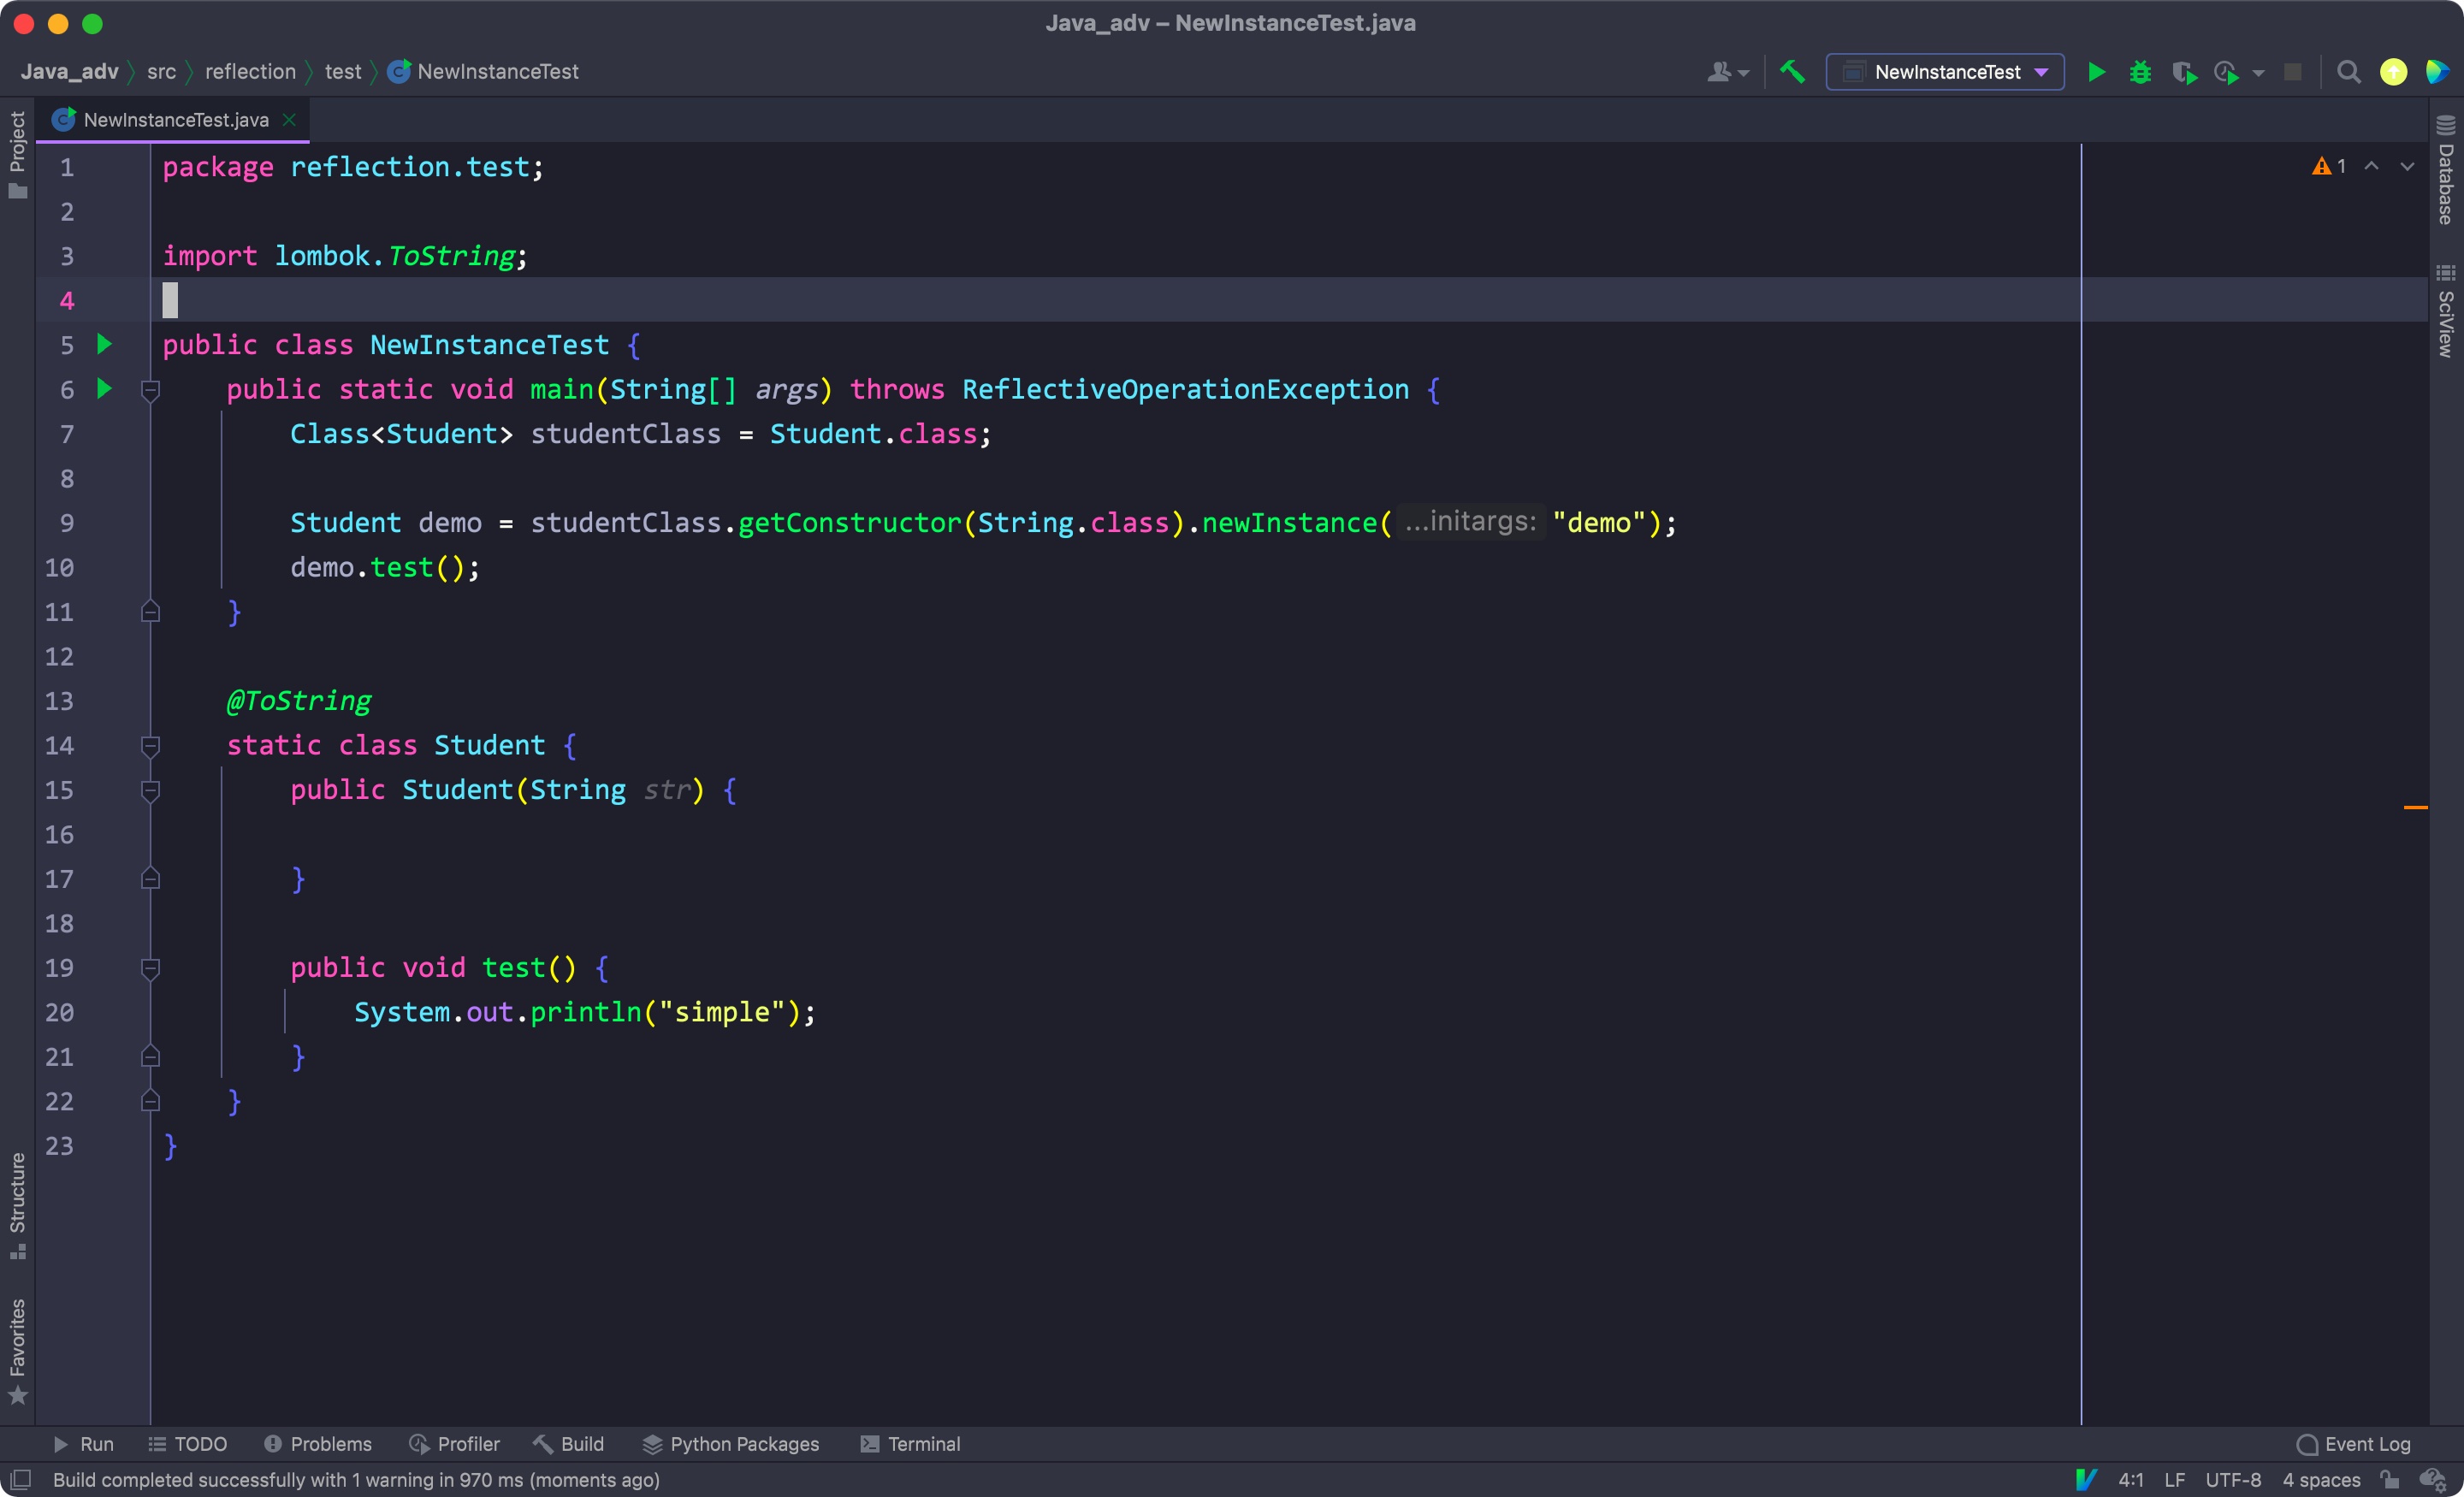 Java_adv – NewInstanceTest.java
Java_adv src reflection test NewInstanceTest
NewInstanceTest
NewInstanceTest.java
Project
Database
SciView
Structure
Favorites
1
1 package reflection.test;
2
3 import lombok.ToString;
4
5 public class NewInstanceTest {
6 public static void main(String[] args) throws ReflectiveOperationException {
7 Class<Student> studentClass = Student.class;
8
9 Student demo = studentClass.getConstructor(String.class).newInstance( ...initargs: "demo");
10 demo.test();
11 }
12
13 @ToString
14 static class Student {
15 public Student(String str) {
16
17 }
18
19 public void test() {
20 System.out.println("simple");
21 }
22 }
23 }
Run TODO Problems Profiler Build Python Packages Terminal Event Log
Build completed successfully with 1 warning in 970 ms (moments ago) 4:1 LF UTF-8 4 spaces